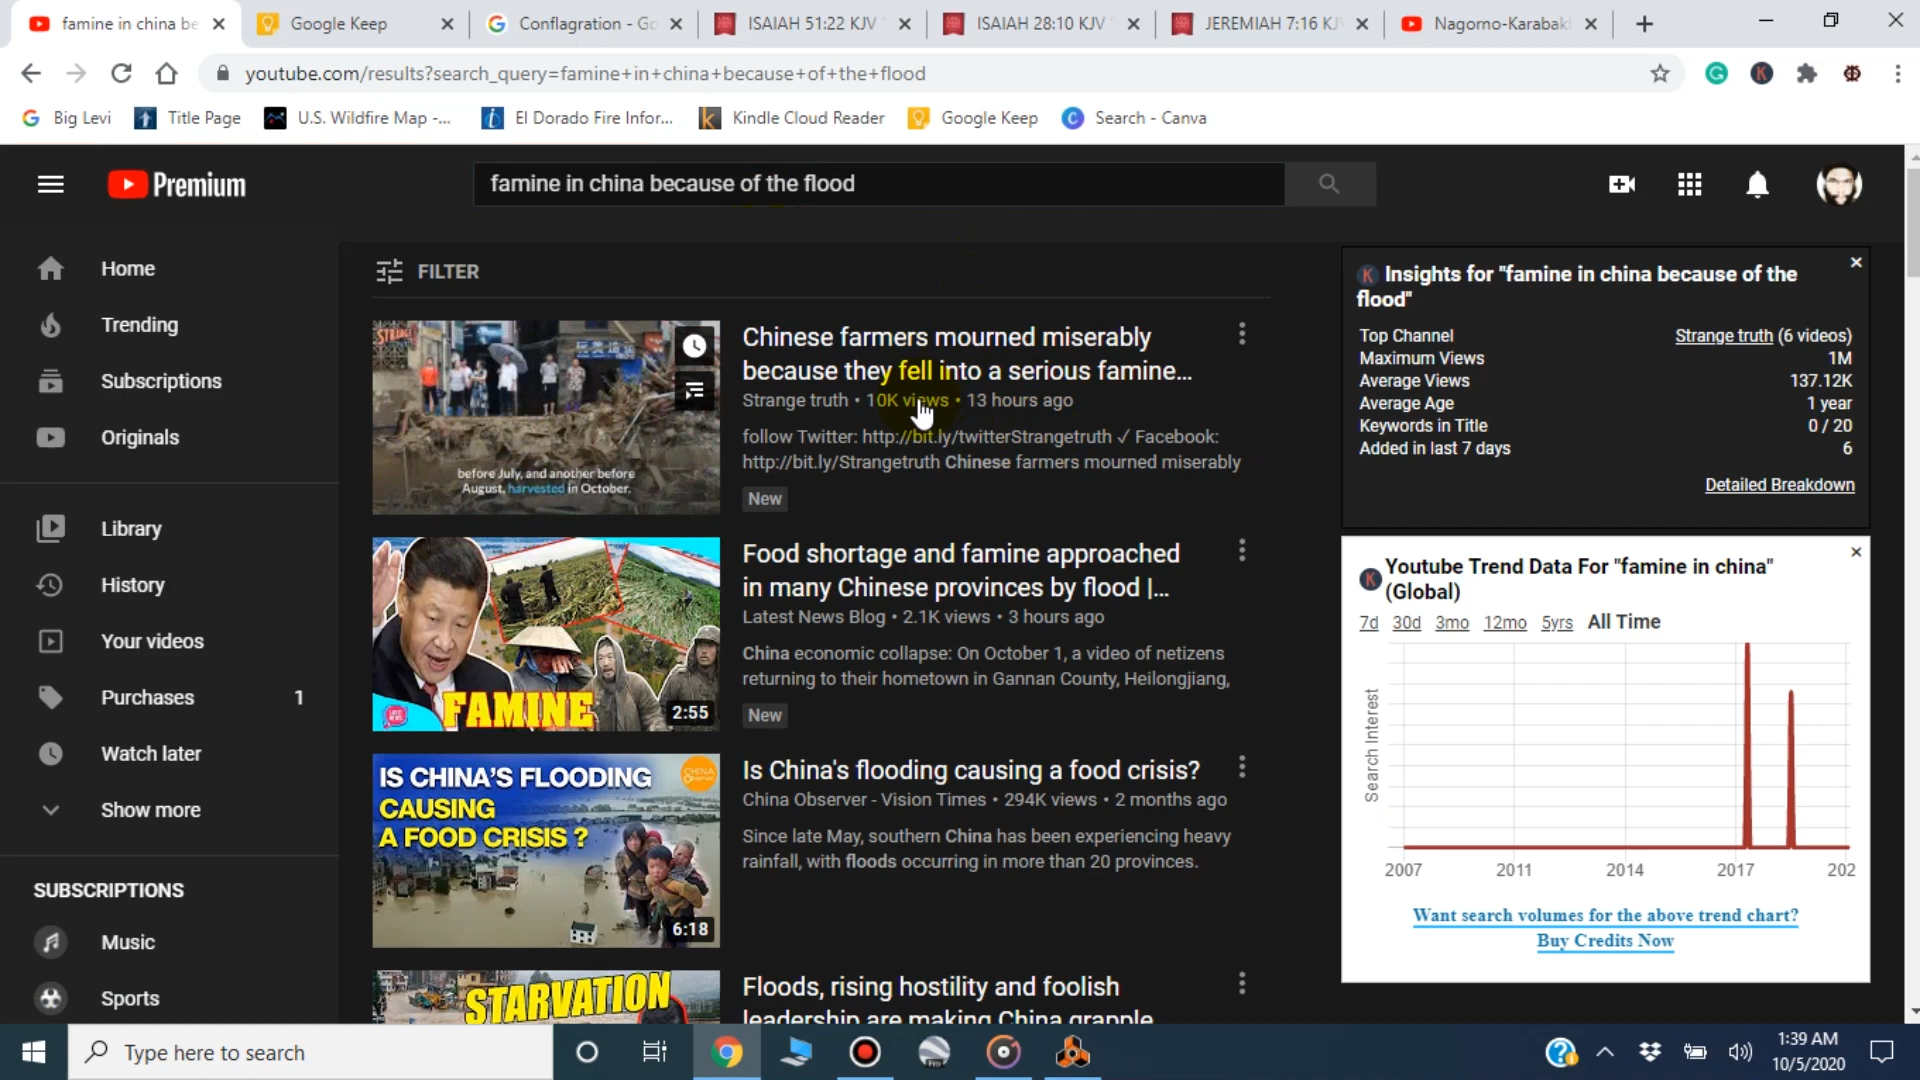 famine in china be
Google Keep
Conflagration - Go
ISAIAH 51:22 KJV
ISAIAH 28:10 KJV
JEREMIAH 7:16 KJ
Nagorno-Karabak
youtube.com/results?search_query=famine+in+china+because+of+the+flood
Big Levi
Title Page
U.S. Wildfire Map -...
El Dorado Fire Infor...
Kindle Cloud Reader
Google Keep
Search - Canva
Premium
famine in china because of the flood
Home
Trending
Subscriptions
Originals
Library
History
Your videos
Purchases 1
Watch later
Show more
SUBSCRIPTIONS
Music
Sports
FILTER
STRANGE
before July, and another before
August, harvested in October.
Chinese farmers mourned miserably
because they fell into a serious famine...
Strange truth • 10K views • 13 hours ago
follow Twitter: http://bit.ly/twitterStrangetruth ✓ Facebook:
http://bit.ly/Strangetruth Chinese farmers mourned miserably
New
FAMINE
2:55
Food shortage and famine approached
in many Chinese provinces by flood |...
Latest News Blog • 2.1K views • 3 hours ago
China economic collapse: On October 1, a video of netizens
returning to their hometown in Gannan County, Heilongjiang,
New
IS CHINA'S FLOODING
CAUSING
A FOOD CRISIS ?
6:18
Is China's flooding causing a food crisis?
China Observer - Vision Times • 294K views • 2 months ago
Since late May, southern China has been experiencing heavy
rainfall, with floods occurring in more than 20 provinces.
STARVATION
Floods, rising hostility and foolish
leadership are making China grapple
Insights for "famine in china because of the
flood"
Top Channel Strange truth (6 videos)
Maximum Views 1M
Average Views 137.12K
Average Age 1 year
Keywords in Title 0 / 20
Added in last 7 days 6
Detailed Breakdown
Youtube Trend Data For "famine in china"
(Global)
7d 30d 3mo 12mo 5yrs All Time
Search Interest
2007 2011 2014 2017 202
Want search volumes for the above trend chart?
Buy Credits Now
Type here to search
1:39 AM
10/5/2020